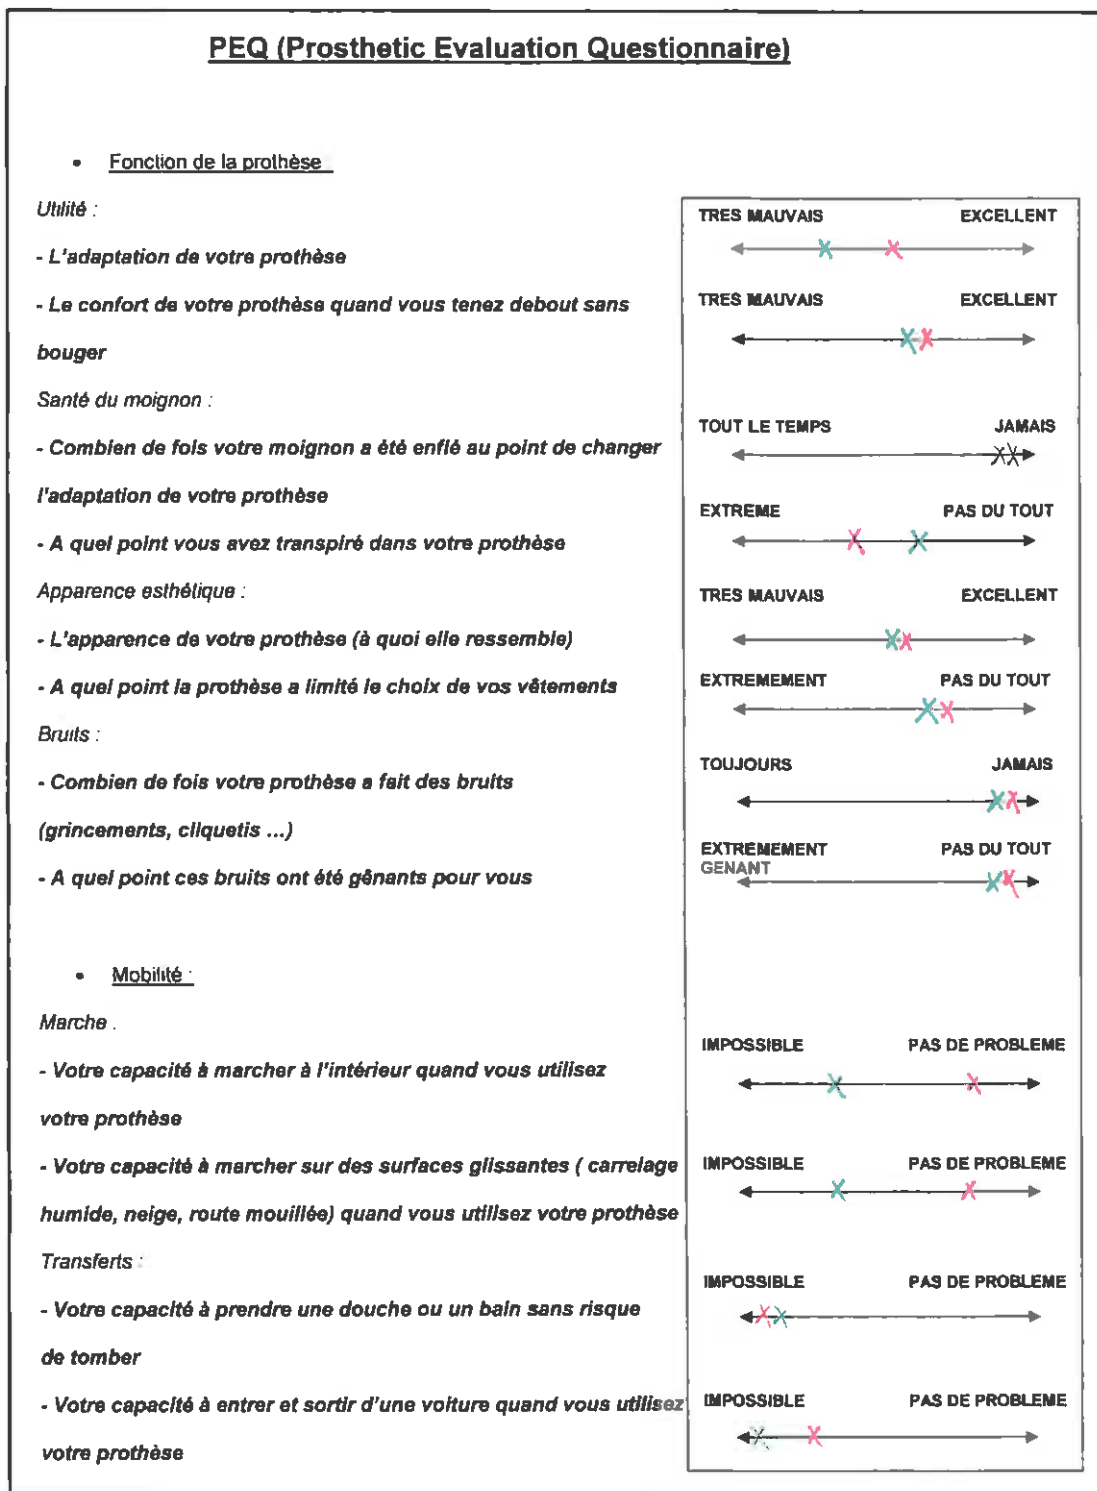 PEQ (Prosthetic Evaluation Questionnaire)
• Fonction de la prothèse :
Utilité :
TRES MAUVAIS EXCELLENT
- L'adaptation de votre prothèse
- Le confort de votre prothèse quand vous tenez debout sans
TRES MAUVAIS EXCELLENT
bouger
Santé du moignon :
- Combien de fois votre moignon a été enflé au point de changer
TOUT LE TEMPS JAMAIS
l'adaptation de votre prothèse
EXTREME PAS DU TOUT
- A quel point vous avez transpiré dans votre prothèse
Apparence esthétique :
TRES MAUVAIS EXCELLENT
- L'apparence de votre prothèse (à quoi elle ressemble)
- A quel point la prothèse a limité le choix de vos vêtements
EXTREMEMENT PAS DU TOUT
Bruits :
- Combien de fois votre prothèse a fait des bruits
TOUJOURS JAMAIS
(grincements, cliquetis ...)
- A quel point ces bruits ont été gênants pour vous
EXTREMEMENT PAS DU TOUT
GENANT
• Mobilité :
Marche :
- Votre capacité à marcher à l'intérieur quand vous utilisez
IMPOSSIBLE PAS DE PROBLEME
votre prothèse
- Votre capacité à marcher sur des surfaces glissantes ( carrelage
IMPOSSIBLE PAS DE PROBLEME
humide, neige, route mouillée) quand vous utilisez votre prothèse
Transferts :
IMPOSSIBLE PAS DE PROBLEME
- Votre capacité à prendre une douche ou un bain sans risque
de tomber
- Votre capacité à entrer et sortir d'une voiture quand vous utilisez
IMPOSSIBLE PAS DE PROBLEME
votre prothèse